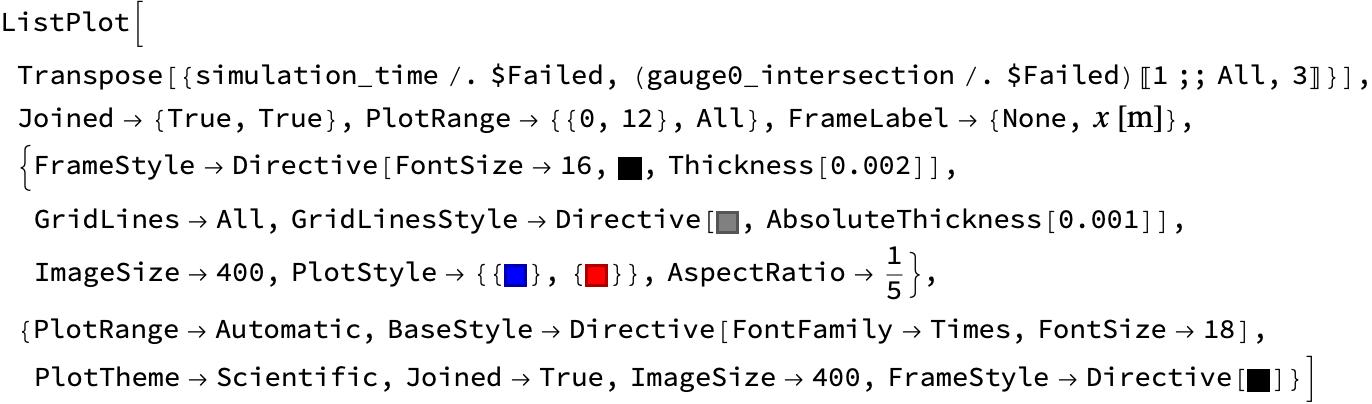 ListPlot[
Transpose[{simulation_time /. $Failed, (gauge0_intersection /. $Failed)〚1 ;; All, 3〛}],
Joined → {True, True}, PlotRange → {{0, 12}, All}, FrameLabel → {None, x [m]},
{FrameStyle → Directive[FontSize → 16, ■, Thickness[0.002]],
GridLines → All, GridLinesStyle → Directive[■, AbsoluteThickness[0.001]],
ImageSize → 400, PlotStyle → {{■}, {■}}, AspectRatio → 1/5},
{PlotRange → Automatic, BaseStyle → Directive[FontFamily → Times, FontSize → 18],
PlotTheme → Scientific, Joined → True, ImageSize → 400, FrameStyle → Directive[■]}]